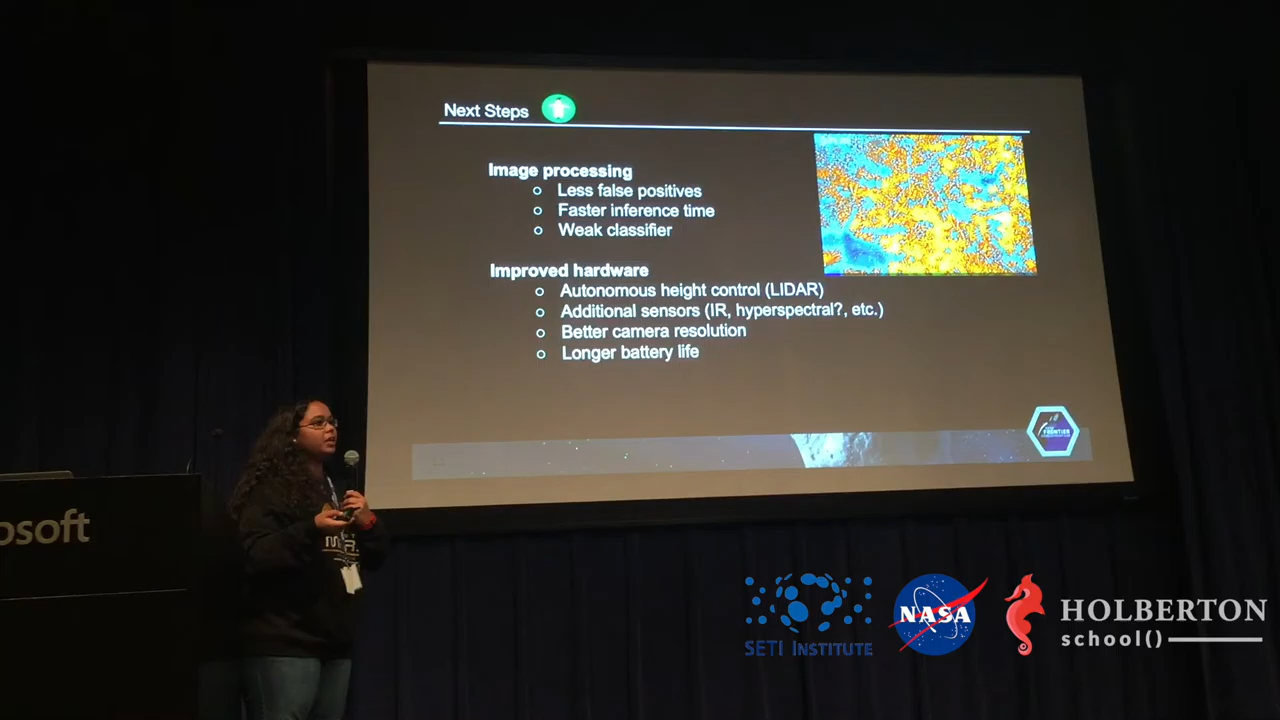 Next Steps
Image processing
Less false positives
Faster inference time
Weak classifier
Improved hardware
Autonomous height control (LIDAR)
Additional sensors (IR, hyperspectral?, etc.)
Better camera resolution
Longer battery life
FRONTIER
osoft
SETI INSTITUTE
NASA
HOLBERTON
school()